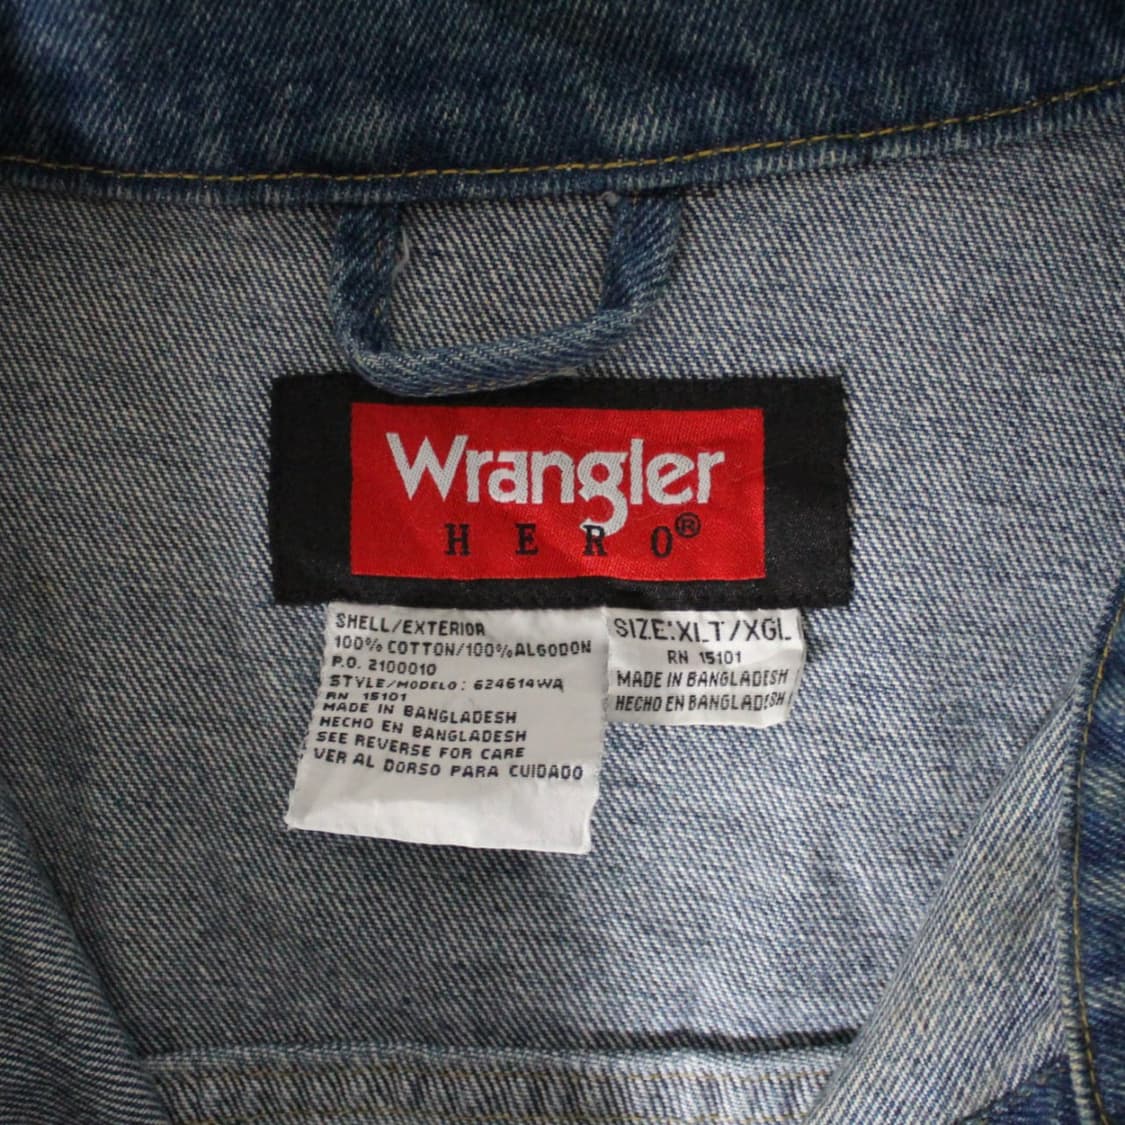 Wrangler
HERO®
SHELL/EXTERIOR
100% COTTON/100% ALGODON
P.O. 2100010
STYLE/MODELO: 624614WA
RN 15101
MADE IN BANGLADESH
HECHO EN BANGLADESH
SEE REVERSE FOR CARE
VER AL DORSO PARA CUIDADO
SIZE:XLT/XGL
RN 15101
MADE IN BANGLADESH
HECHO EN BANGLADESH